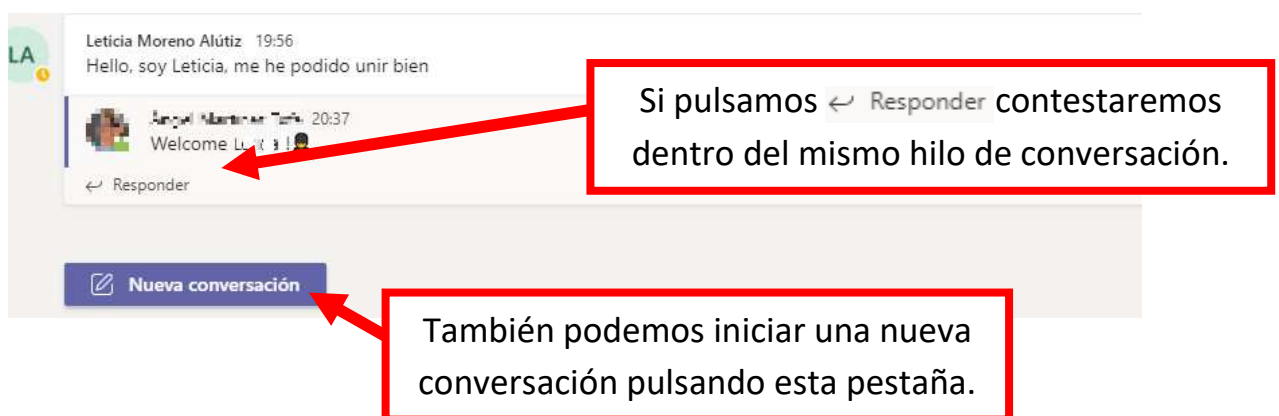 LA
Leticia Moreno Alútiz 19:56
Hello, soy Leticia, me he podido unir bien
20:37
Welcome !
Responder
Nueva conversación
Si pulsamos Responder contestaremos
dentro del mismo hilo de conversación.
También podemos iniciar una nueva
conversación pulsando esta pestaña.